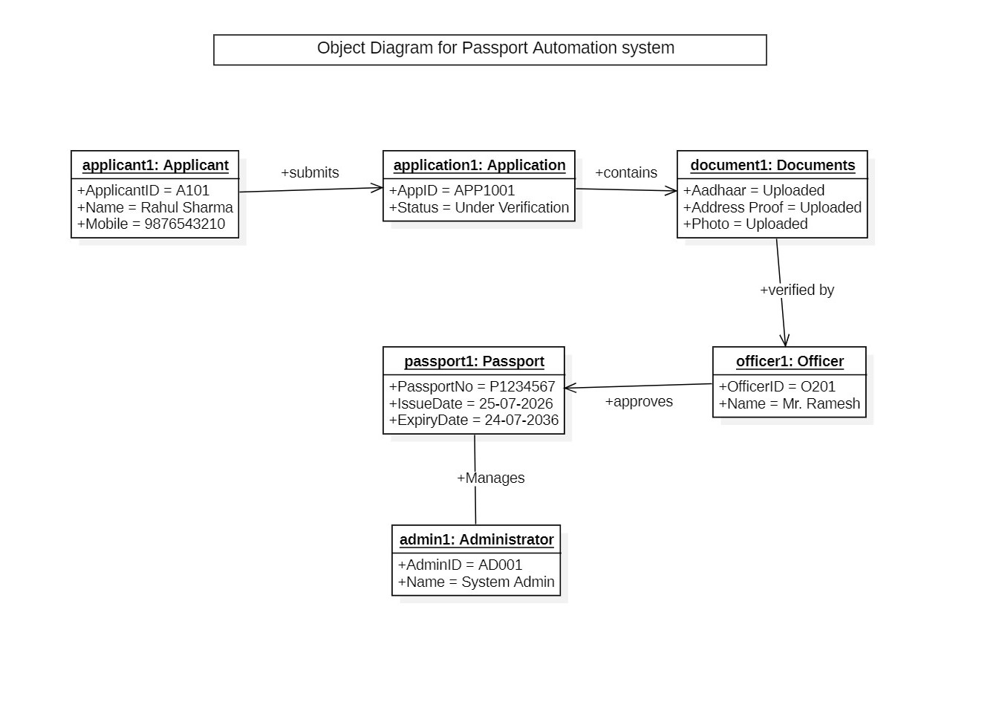 Object Diagram for Passport Automation system
applicant1: Applicant
+ApplicantID = A101
+Name = Rahul Sharma
+Mobile = 9876543210
+submits
application1: Application
+AppID = APP1001
+Status = Under Verification
+contains
document1: Documents
+Aadhaar = Uploaded
+Address Proof = Uploaded
+Photo = Uploaded
+verified by
officer1: Officer
+OfficerID = O201
+Name = Mr. Ramesh
+approves
passport1: Passport
+PassportNo = P1234567
+IssueDate = 25-07-2026
+ExpiryDate = 24-07-2036
+Manages
admin1: Administrator
+AdminID = AD001
+Name = System Admin